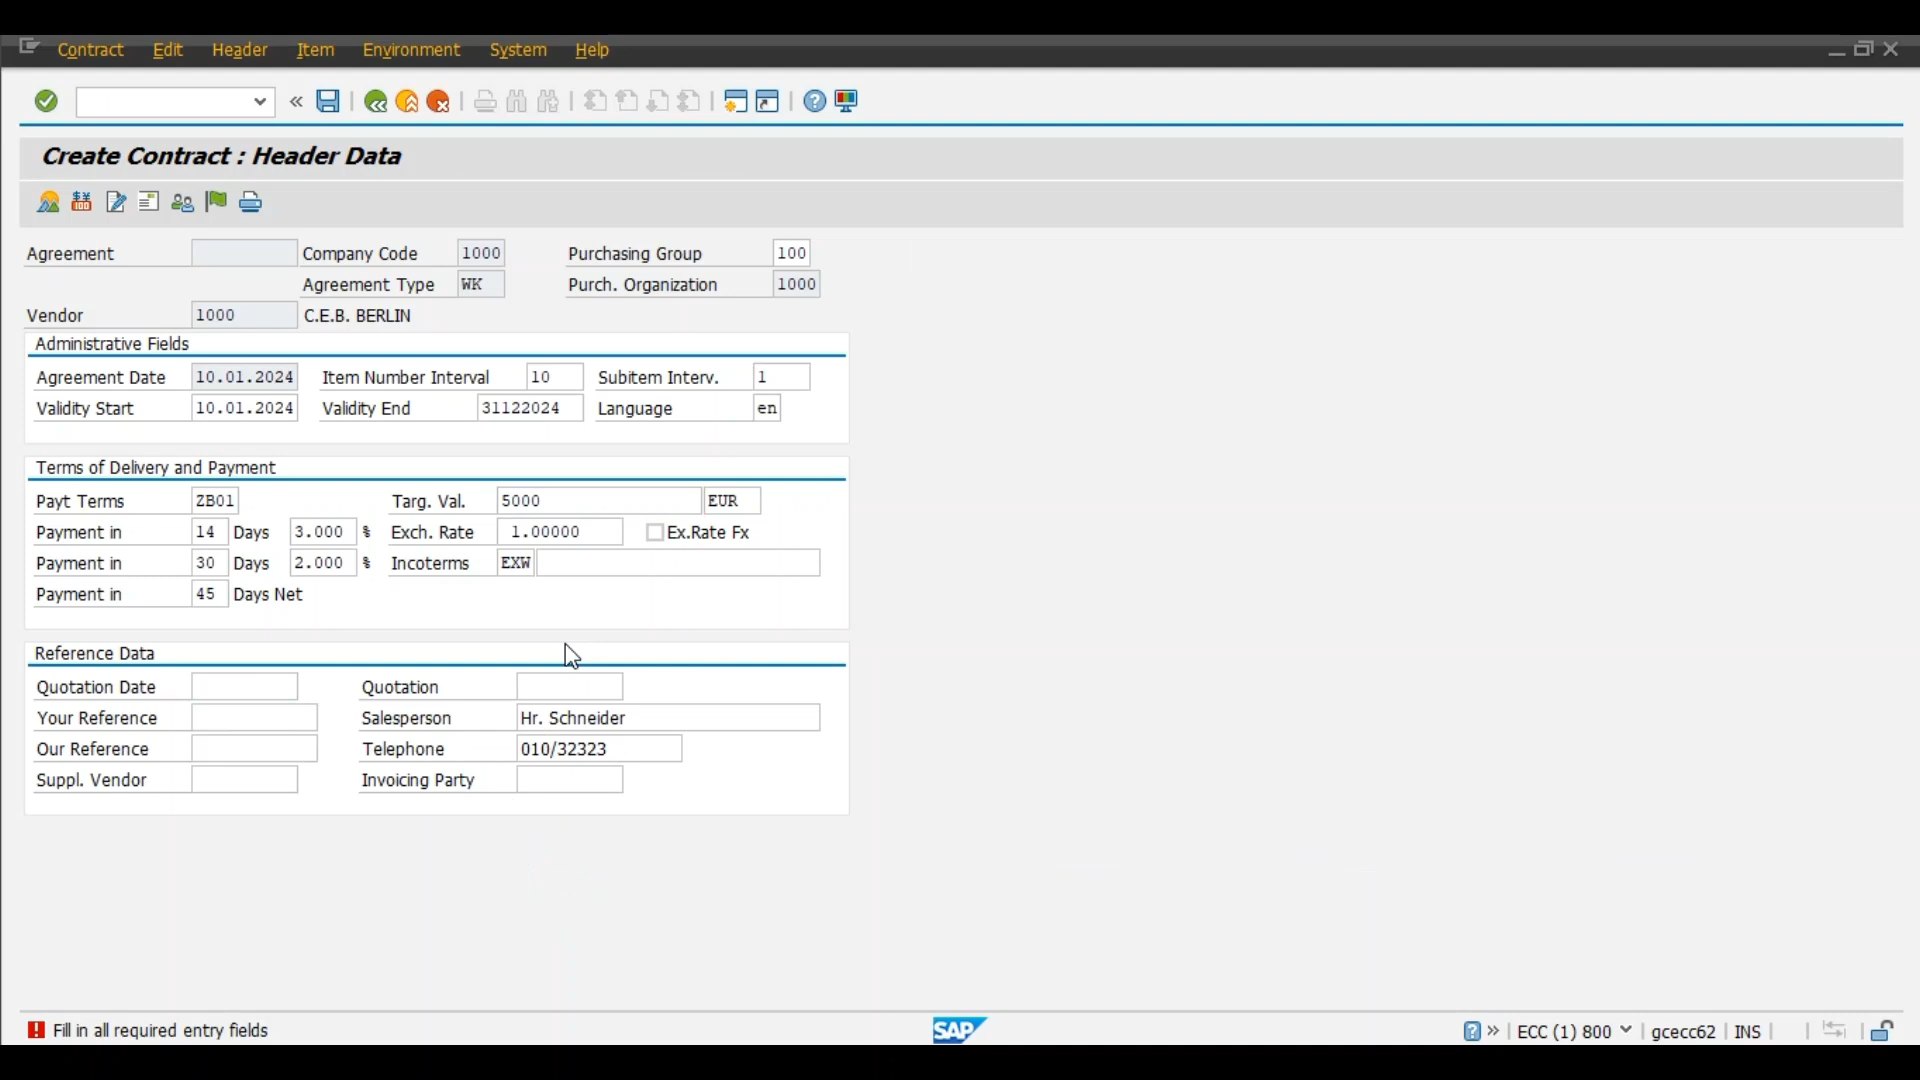 Contract Edit Header Item Environment System Help
Create Contract : Header Data
Agreement Company Code 1000 Purchasing Group 100
Agreement Type WK Purch. Organization 1000
Vendor 1000 C.E.B. BERLIN
Administrative Fields
Agreement Date 10.01.2024 Item Number Interval 10 Subitem Interv. 1
Validity Start 10.01.2024 Validity End 31122024 Language en
Terms of Delivery and Payment
Payt Terms ZB01 Targ. Val. 5000 EUR
Payment in 14 Days 3.000 % Exch. Rate 1.00000 Ex.Rate Fx
Payment in 30 Days 2.000 % Incoterms EXW
Payment in 45 Days Net
Reference Data
Quotation Date Quotation
Your Reference Salesperson Hr. Schneider
Our Reference Telephone 010/32323
Suppl. Vendor Invoicing Party
Fill in all required entry fields SAP ECC (1) 800 gcecc62 INS